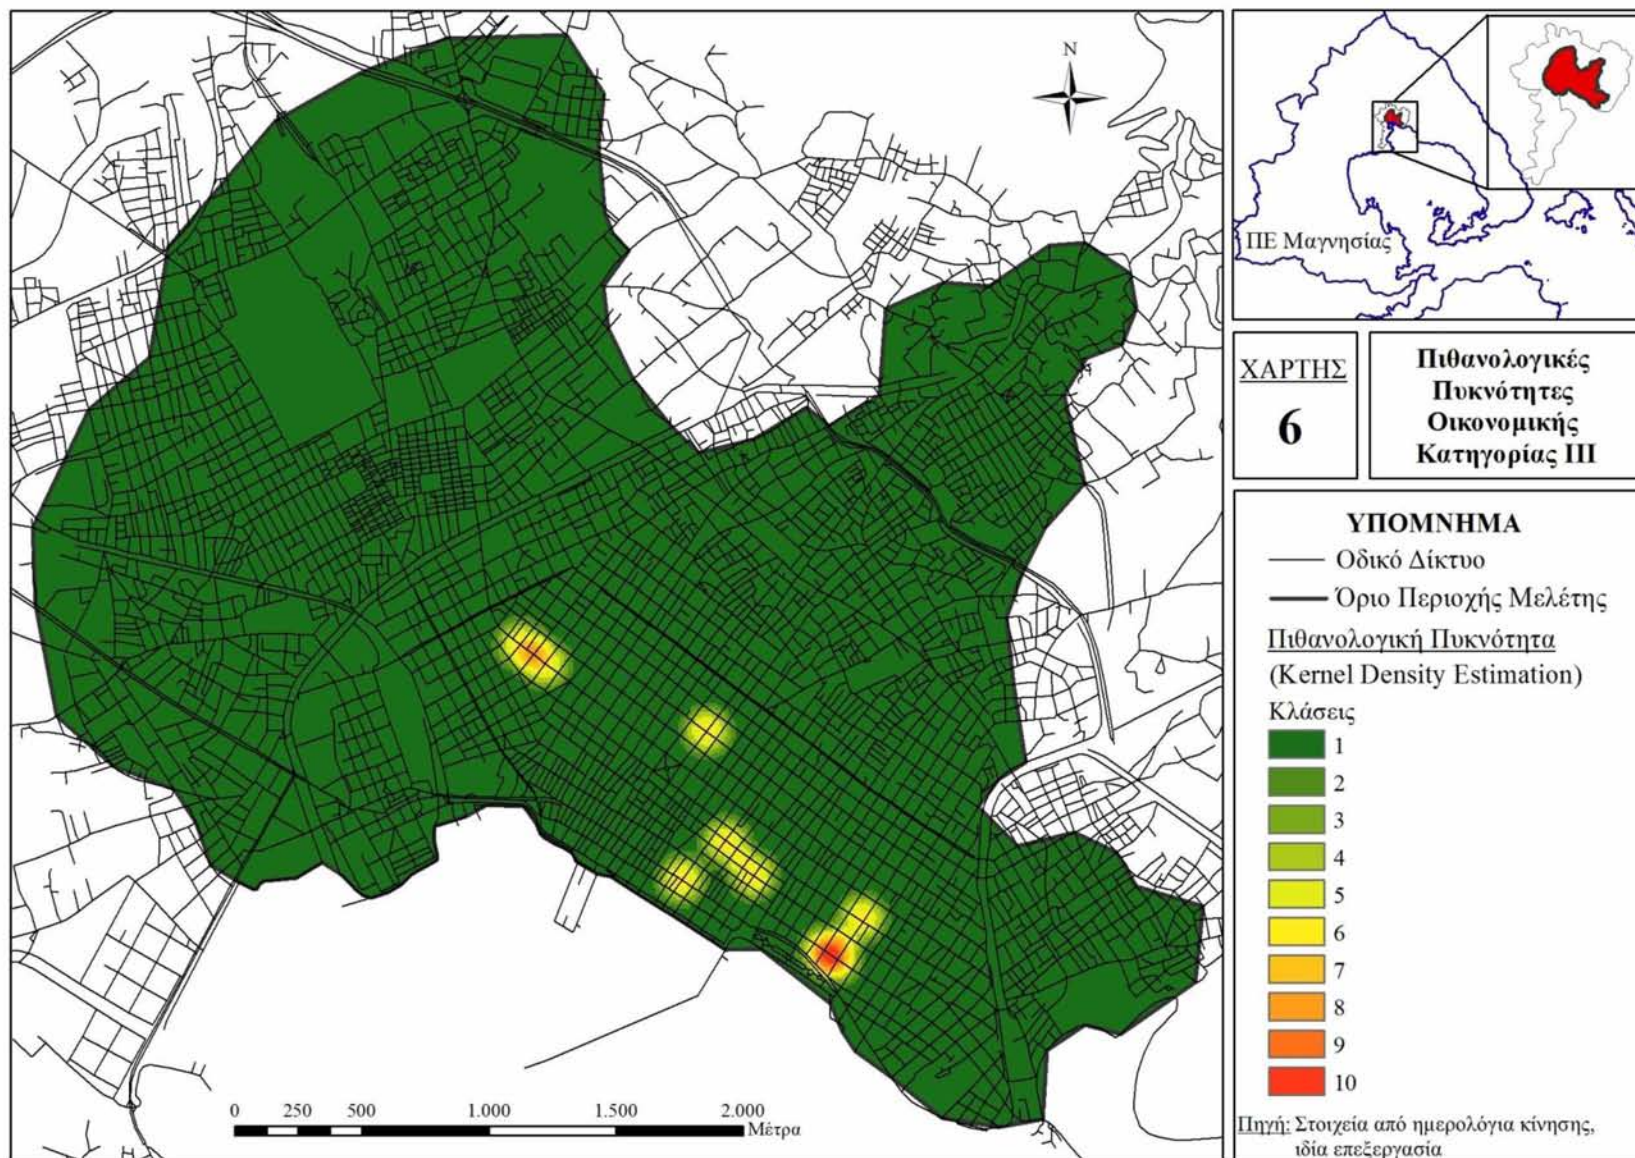 N
ΠΕ Μαγνησίας
ΧΑΡΤΗΣ
6
Πιθανολογικές
Πυκνότητες
Οικονομικής
Κατηγορίας III
ΥΠΟΜΝΗΜΑ
Οδικό Δίκτυο
Όριο Περιοχής Μελέτης
Πιθανολογική Πυκνότητα
(Kernel Density Estimation)
Κλάσεις
1
2
3
4
5
6
7
8
9
10
0 250 500 1.000 1.500 2.000
Μέτρα
Πηγή: Στοιχεία από ημερολόγια κίνησης,
ιδία επεξεργασία